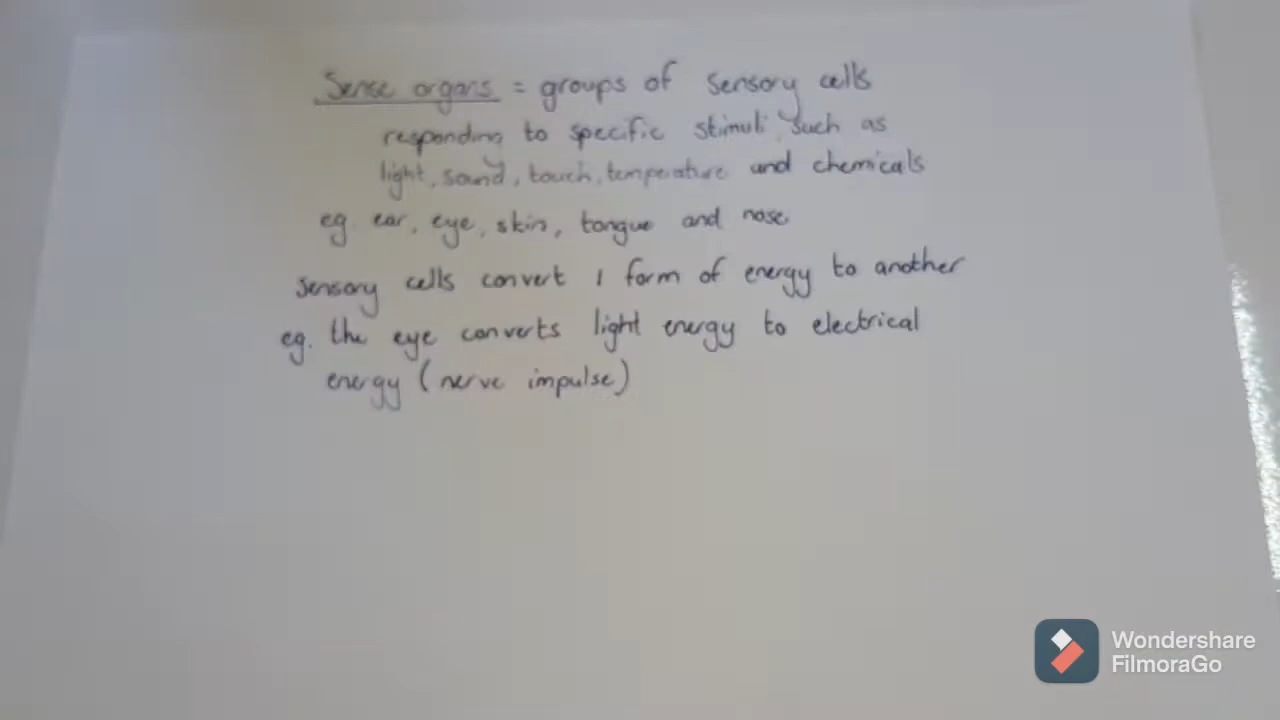 Sense organs = groups of sensory cells
responding to specific stimuli, such as
light, sound, touch, temperature and chemicals
eg. ear, eye, skin, tongue and nose
sensory cells convert 1 form of energy to another
eg. the eye converts light energy to electrical
energy (nerve impulse)
Wondershare
FilmoraGo